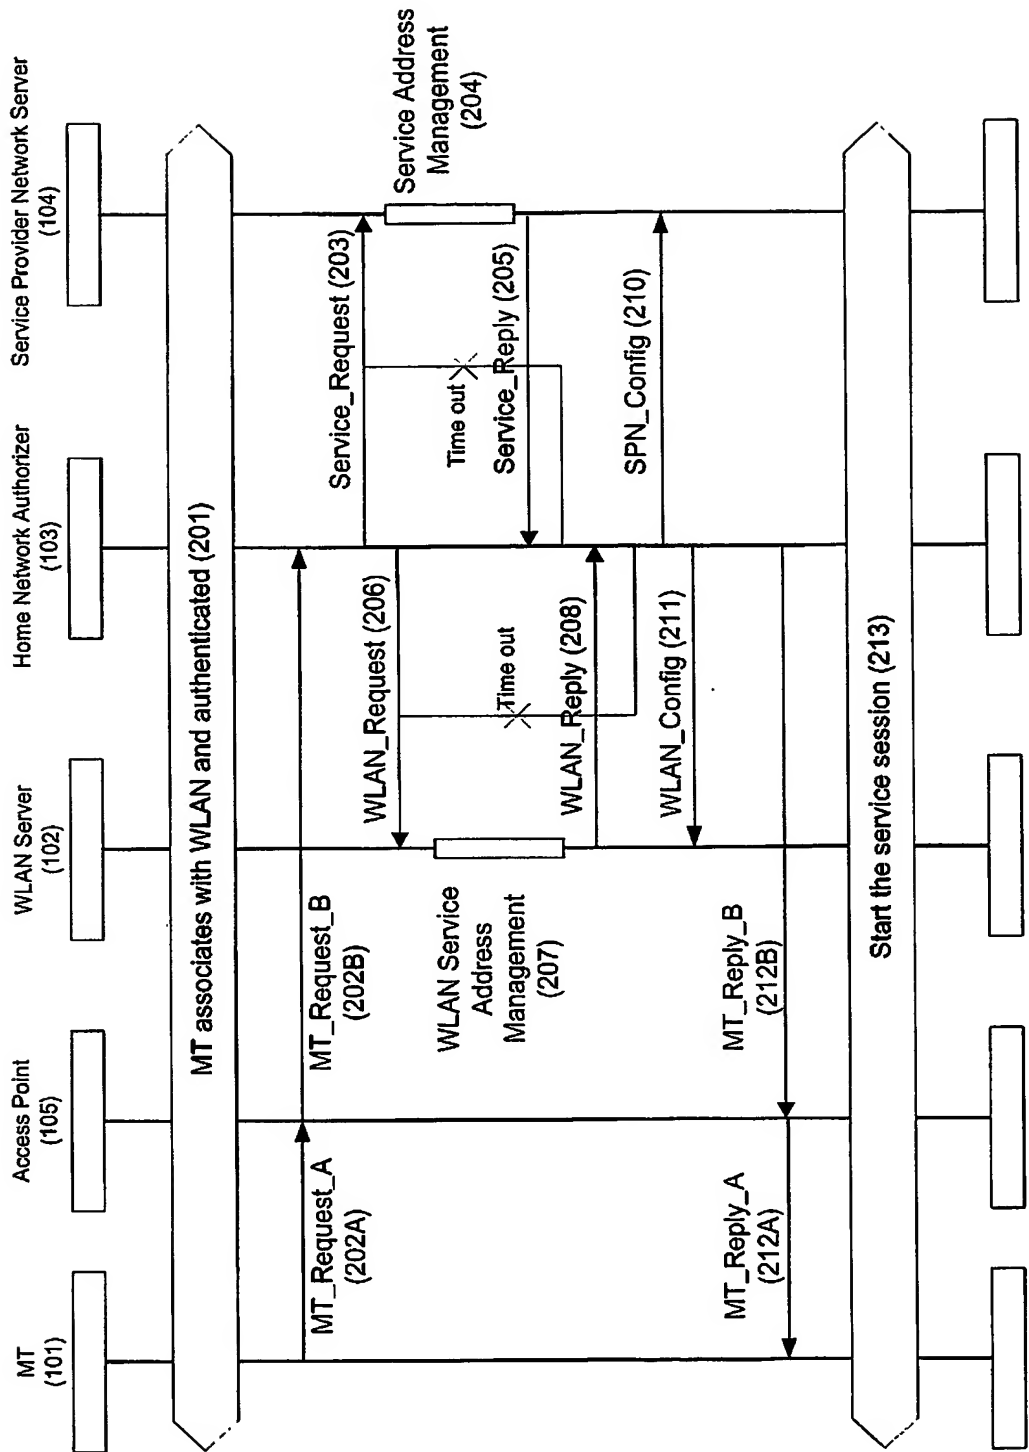 MT
(101)
Access Point
(105)
WLAN Server
(102)
Home Network Authorizer
(103)
Service Provider Network Server
(104)
MT associates with WLAN and authenticated (201)
MT_Request_A
(202A)
MT_Request_B
(202B)
Service_Request (203)
Service Address
Management
(204)
WLAN_Request (206)
Time out
Service_Reply (205)
WLAN Service
Address
Management
(207)
Time out
WLAN_Reply (208)
SPN_Config (210)
WLAN_Config (211)
MT_Reply_B
(212B)
MT_Reply_A
(212A)
Start the service session (213)